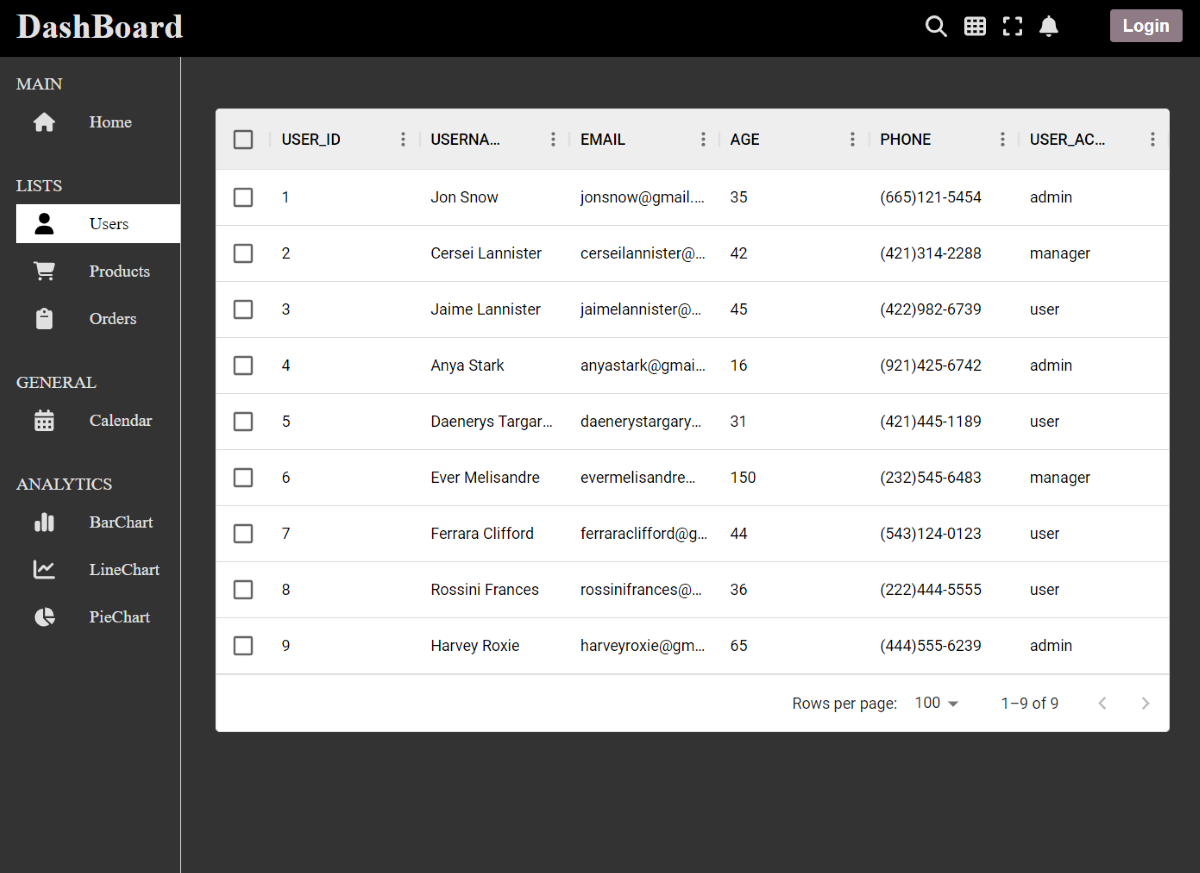 DashBoard
Login
MAIN
Home
LISTS
Users
Products
Orders
GENERAL
Calendar
ANALYTICS
BarChart
LineChart
PieChart
USER_ID USERNA... EMAIL AGE PHONE USER_AC...
1 Jon Snow jonsnow@gmail.... 35 (665)121-5454 admin
2 Cersei Lannister cerseilannister@... 42 (421)314-2288 manager
3 Jaime Lannister jaimelannister@... 45 (422)982-6739 user
4 Anya Stark anyastark@gmai... 16 (921)425-6742 admin
5 Daenerys Targar... daenerystargary... 31 (421)445-1189 user
6 Ever Melisandre evermelisandre... 150 (232)545-6483 manager
7 Ferrara Clifford ferraraclifford@g... 44 (543)124-0123 user
8 Rossini Frances rossinifrances@... 36 (222)444-5555 user
9 Harvey Roxie harveyroxie@gm... 65 (444)555-6239 admin
Rows per page: 100 1–9 of 9